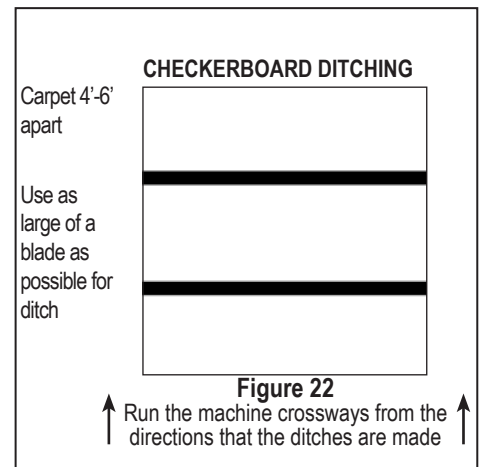 CHECKERBOARD DITCHING
Carpet 4'-6'
apart
Use as
large of a
blade as
possible for
ditch
Figure 22
Run the machine crossways from the
directions that the ditches are made